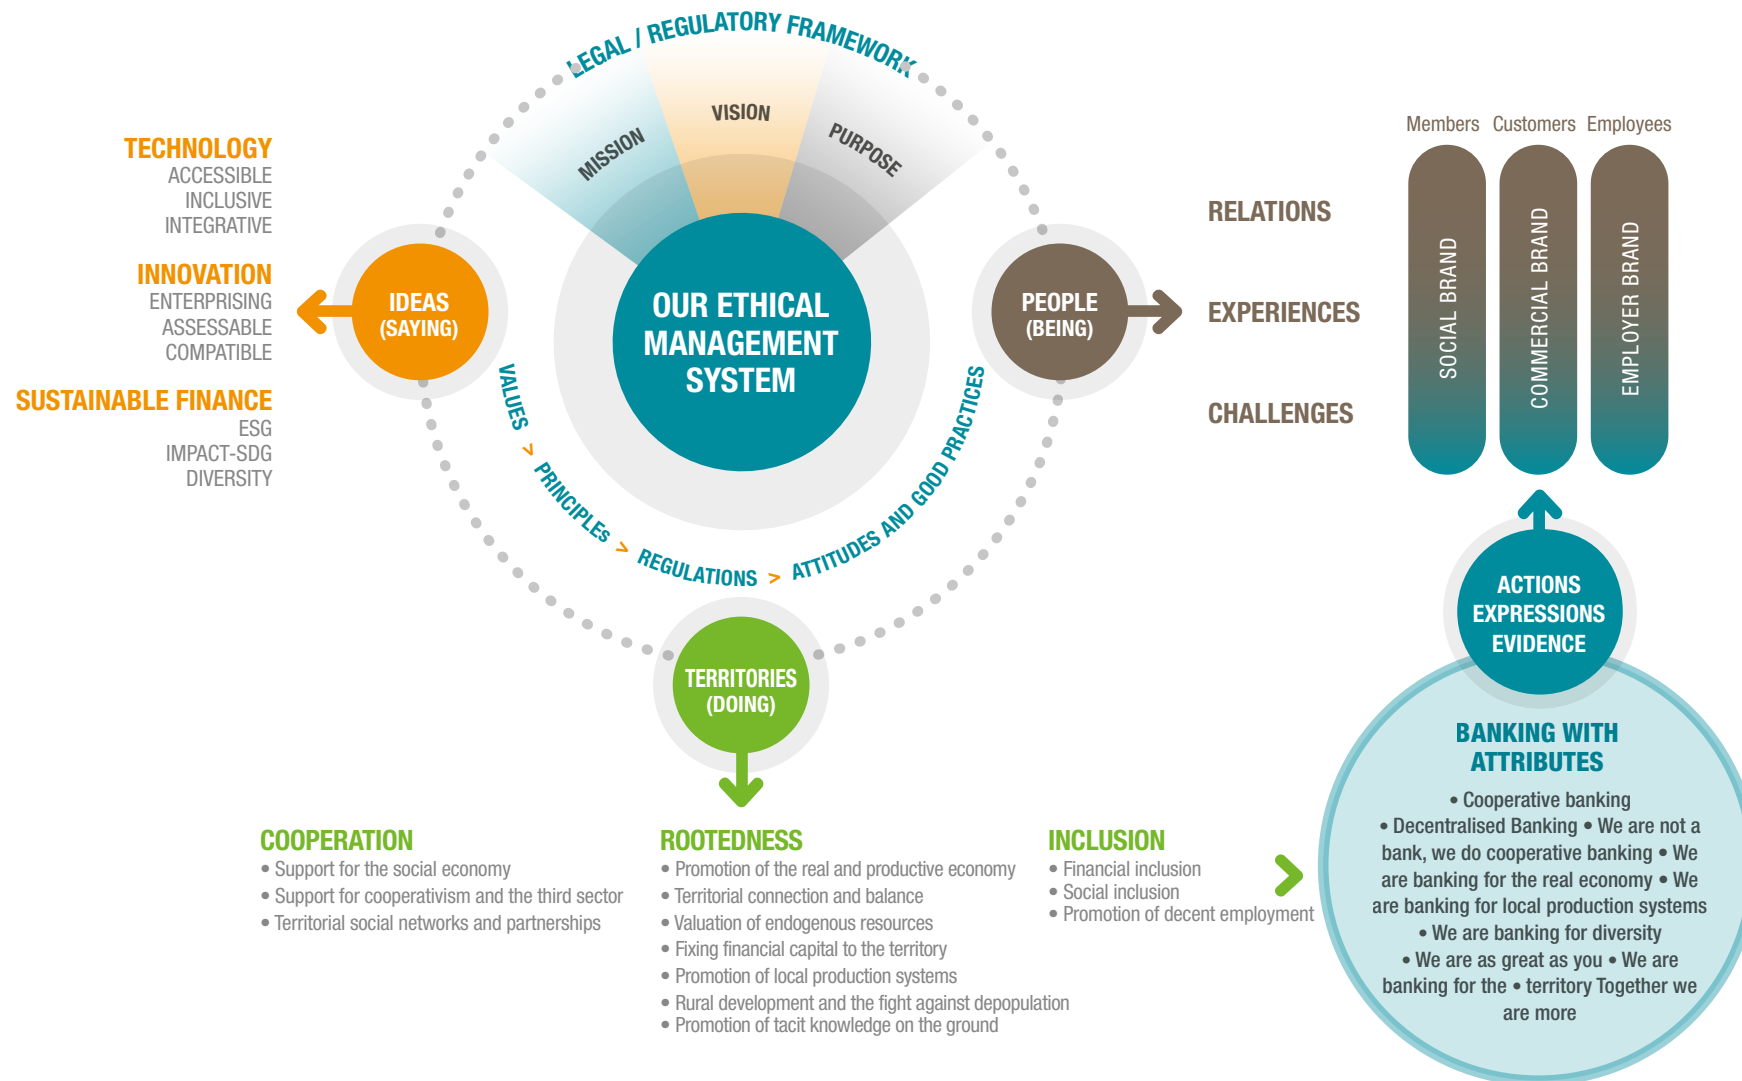 LEGAL / REGULATORY FRAMEWORK
MISSION
VISION
PURPOSE
OUR ETHICAL
MANAGEMENT
SYSTEM
TECHNOLOGY
ACCESSIBLE
INCLUSIVE
INTEGRATIVE
INNOVATION
ENTERPRISING
ASSESSABLE
COMPATIBLE
SUSTAINABLE FINANCE
ESG
IMPACT-SDG
DIVERSITY
IDEAS
(SAYING)
PEOPLE
(BEING)
VALUES > PRINCIPLEs > REGULATIONS > ATTITUDES AND GOOD PRACTICES
TERRITORIES
(DOING)
RELATIONS
EXPERIENCES
CHALLENGES
Members Customers Employees
SOCIAL BRAND
COMMERCIAL BRAND
EMPLOYER BRAND
ACTIONS
EXPRESSIONS
EVIDENCE
COOPERATION
• Support for the social economy
• Support for cooperativism and the third sector
• Territorial social networks and partnerships
ROOTEDNESS
• Promotion of the real and productive economy
• Territorial connection and balance
• Valuation of endogenous resources
• Fixing financial capital to the territory
• Promotion of local production systems
• Rural development and the fight against depopulation
• Promotion of tacit knowledge on the ground
INCLUSION
• Financial inclusion
• Social inclusion
• Promotion of decent employment
BANKING WITH
ATTRIBUTES
• Cooperative banking
• Decentralised Banking • We are not a
bank, we do cooperative banking • We
are banking for the real economy • We
are banking for local production systems
• We are banking for diversity
• We are as great as you • We are
banking for the • territory Together we
are more